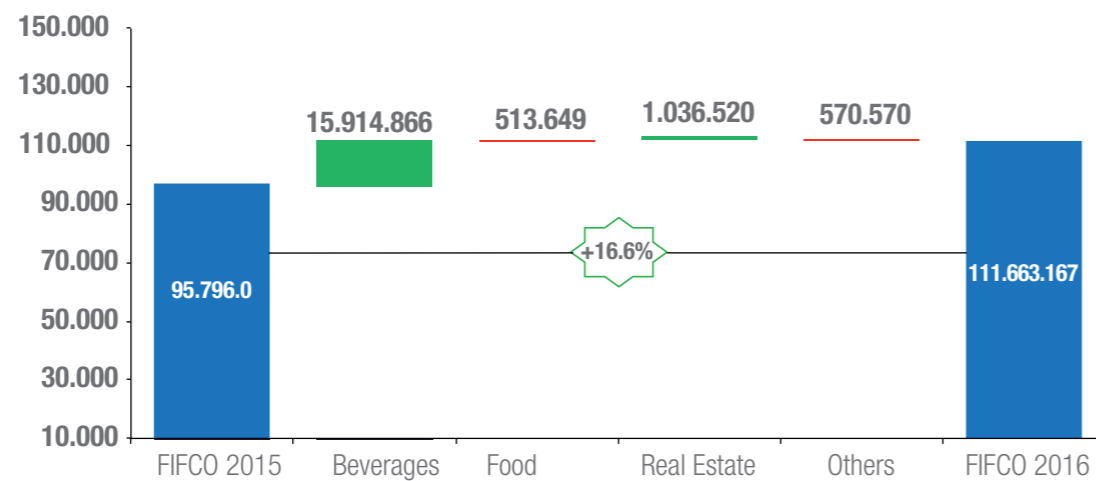 150.000
130.000
110.000
90.000
70.000
50.000
30.000
10.000
15.914.866
513.649
1.036.520
570.570
+16.6%
95.796.0
111.663.167
FIFCO 2015
Beverages
Food
Real Estate
Others
FIFCO 2016